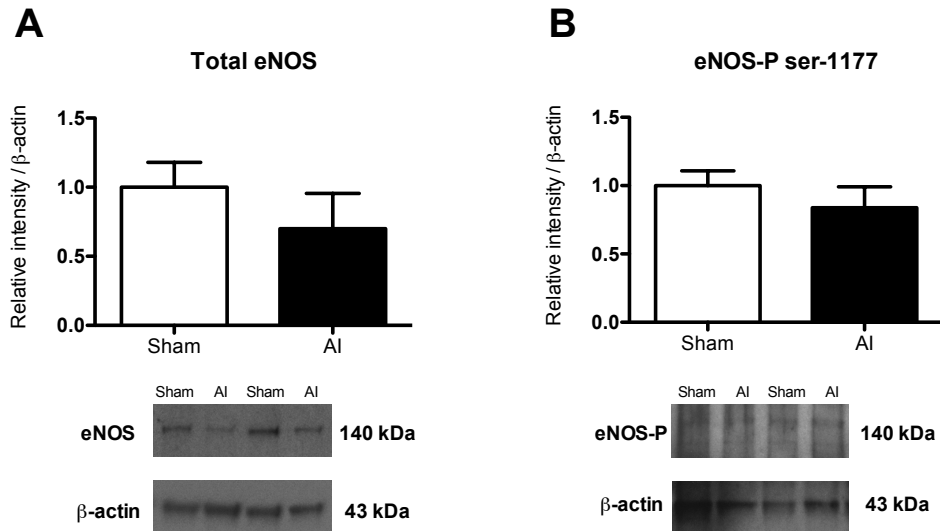 A
Total eNOS
Relative intensity / β-actin
1.5
1.0
0.5
0.0
Sham AI
Sham AI Sham AI
eNOS 140 kDa
β-actin 43 kDa
B
eNOS-P ser-1177
Relative intensity / β-actin
1.5
1.0
0.5
0.0
Sham AI
Sham AI Sham AI
eNOS-P 140 kDa
β-actin 43 kDa